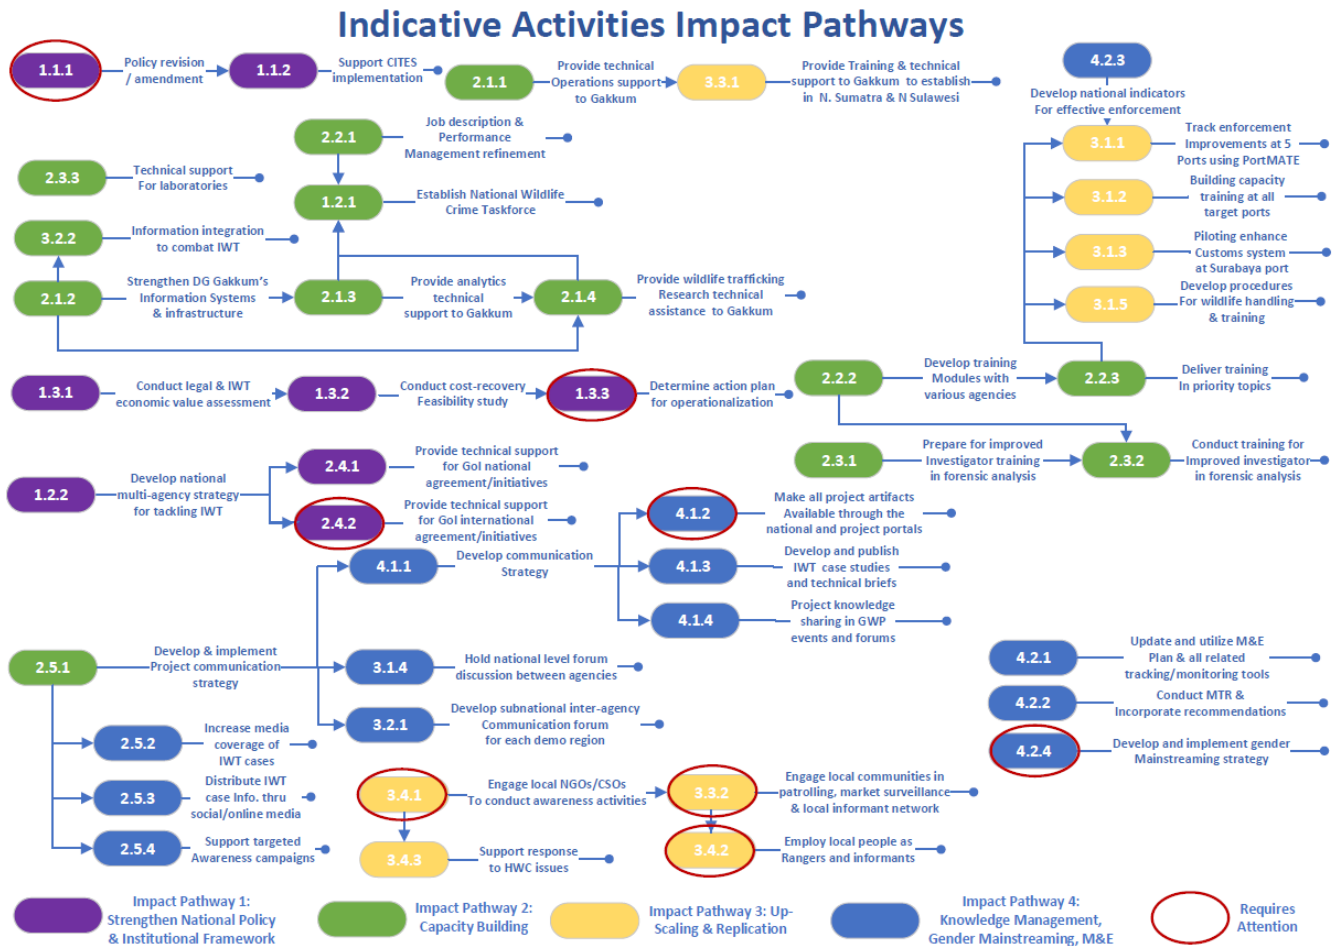 Indicative Activities Impact Pathways
1.1.1
Policy revision
/ amendment
1.1.2
Support CITES
implementation
2.1.1
Provide technical
Operations support
to Gakkum
3.3.1
Provide Training & technical
support to Gakkum to establish
in N. Sumatra & N Sulawesi
4.2.3
Develop national indicators
For effective enforcement
2.2.1
Job description &
Performance
Management refinement
3.1.1
Track enforcement
Improvements at 5
Ports using PortMATE
2.3.3
Technical support
For laboratories
1.2.1
Establish National Wildlife
Crime Taskforce
3.1.2
Building capacity
training at all
target ports
3.2.2
Information integration
to combat IWT
3.1.3
Piloting enhance
Customs system
at Surabaya port
2.1.2
Strengthen DG Gakkum's
Information Systems
& infrastructure
2.1.3
Provide analytics
technical
support to Gakkum
2.1.4
Provide wildlife trafficking
Research technical
assistance to Gakkum
3.1.5
Develop procedures
For wildlife handling
& training
1.3.1
Conduct legal & IWT
economic value assessment
1.3.2
Conduct cost-recovery
Feasibility study
1.3.3
Determine action plan
for operationalization
2.2.2
Develop training
Modules with
various agencies
2.2.3
Deliver training
In priority topics
2.3.1
Prepare for improved
Investigator training
in forensic analysis
2.3.2
Conduct training for
Improved investigator
in forensic analysis
1.2.2
Develop national
multi-agency strategy
for tackling IWT
2.4.1
Provide technical support
for GoI national
agreement/initiatives
2.4.2
Provide technical support
for GoI international
agreement/initiatives
4.1.1
Develop communication
Strategy
4.1.2
Make all project artifacts
Available through the
national and project portals
4.1.3
Develop and publish
IWT case studies
and technical briefs
4.1.4
Project knowledge
sharing in GWP
events and forums
2.5.1
Develop & implement
Project communication
strategy
3.1.4
Hold national level forum
discussion between agencies
3.2.1
Develop subnational inter-agency
Communication forum
for each demo region
4.2.1
Update and utilize M&E
Plan & all related
tracking/monitoring tools
4.2.2
Conduct MTR &
Incorporate recommendations
4.2.4
Develop and implement gender
Mainstreaming strategy
2.5.2
Increase media
coverage of
IWT cases
2.5.3
Distribute IWT
case Info. thru
social/online media
2.5.4
Support targeted
Awareness campaigns
3.4.1
Engage local NGOs/CSOs
To conduct awareness activities
3.3.2
Engage local communities in
patrolling, market surveillance
& local informant network
3.4.3
Support response
to HWC issues
3.4.2
Employ local people as
Rangers and informants
Impact Pathway 1:
Strengthen National Policy
& Institutional Framework
Impact Pathway 2:
Capacity Building
Impact Pathway 3: Up-
Scaling & Replication
Impact Pathway 4:
Knowledge Management,
Gender Mainstreaming, M&E
Requires
Attention